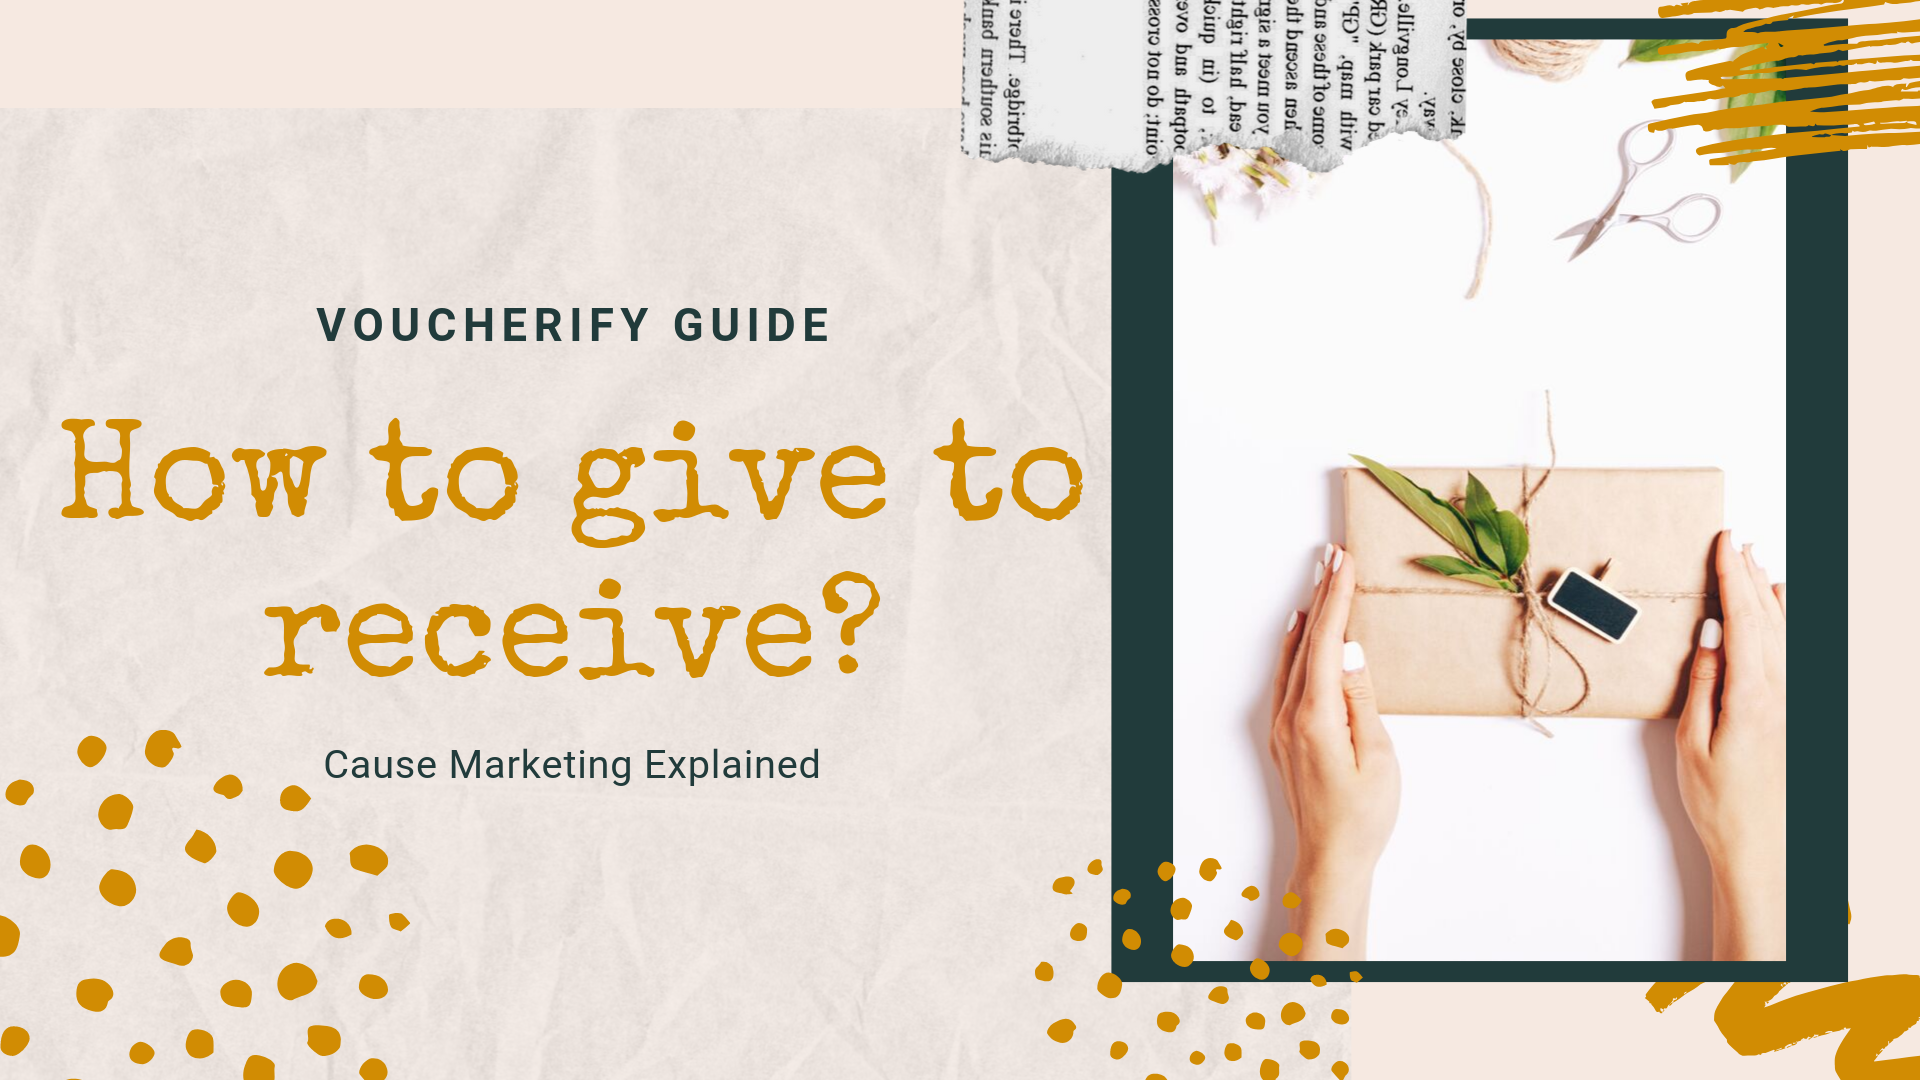 VOUCHERIFY GUIDE
How to give to
receive?
Cause Marketing Explained